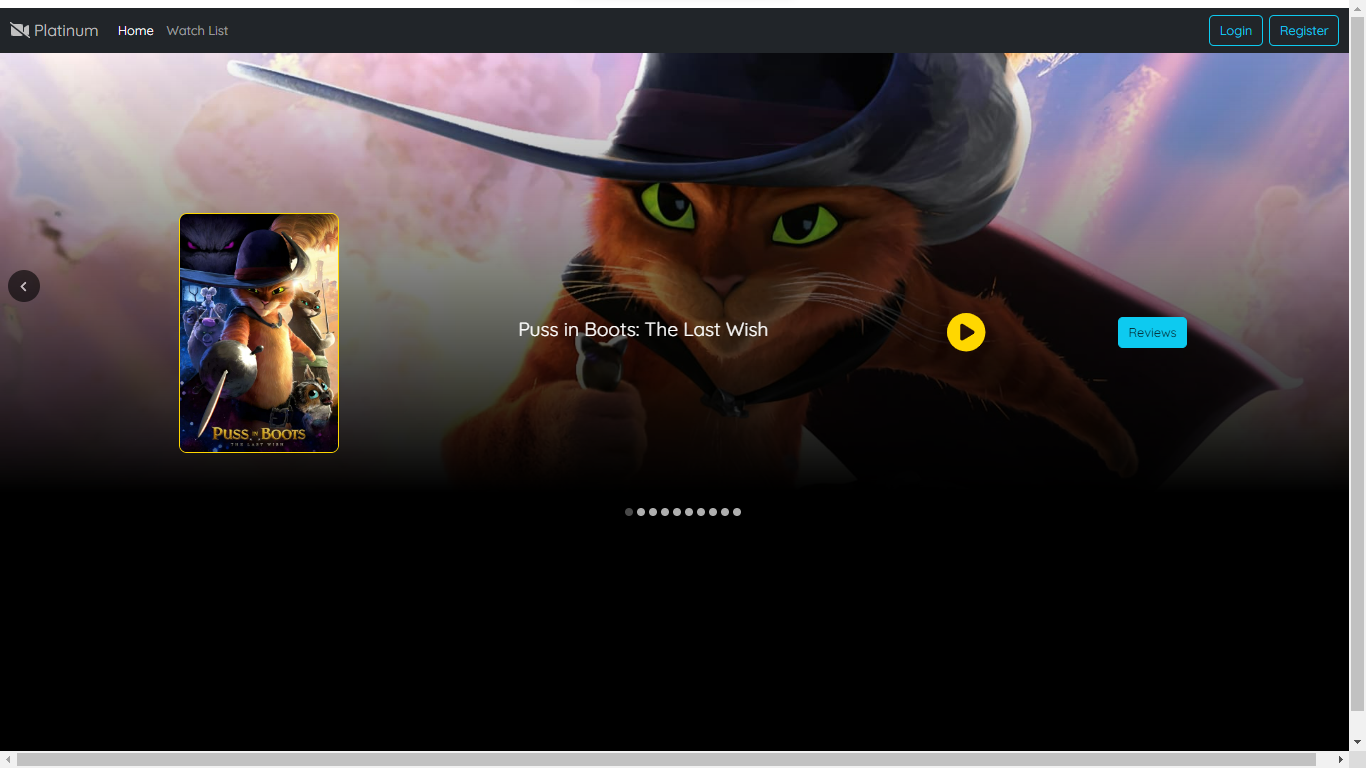 Platinum Home Watch List Login Register
Puss in Boots: The Last Wish Reviews
PUSS IN BOOTS
THE LAST WISH